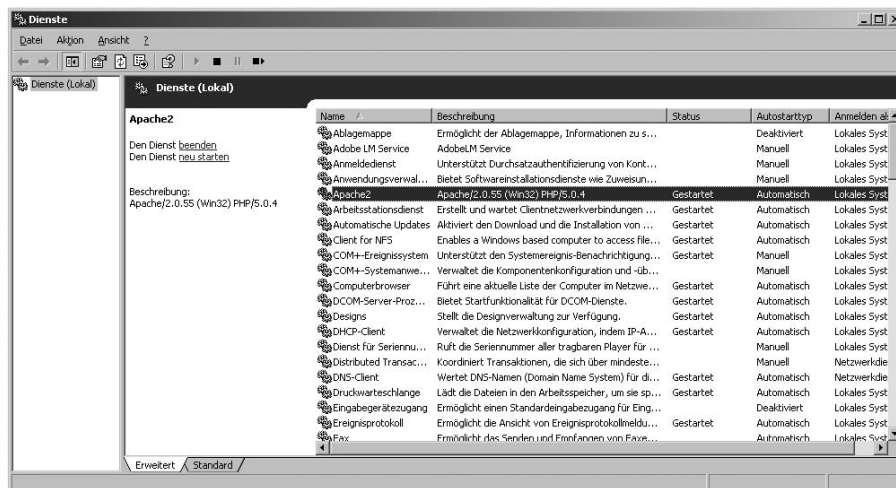 Dienste
Datei Aktion Ansicht ?
Dienste (Lokal)
Dienste (Lokal)
Apache2
Den Dienst beenden
Den Dienst neu starten
Beschreibung:
Apache/2.0.55 (Win32) PHP/5.0.4
Name Beschreibung Status Autostarttyp Anmelden als
Ablagemappe Ermöglicht der Ablagemappe, Informationen zu s... Deaktiviert Lokales Syst
Adobe LM Service AdobeLM Service Manuell Lokales Syst
Anmeldedienst Unterstützt Durchsatzauthentifizierung von Kont... Manuell Lokales Syst
Anwendungsverwal... Bietet Softwareinstallationsdienste wie Zuweisun... Manuell Lokales Syst
Apache2 Apache/2.0.55 (Win32) PHP/5.0.4 Gestartet Automatisch Lokales Syst
Arbeitsstationsdienst Erstellt und wartet Clientnetzwerkverbindungen ... Gestartet Automatisch Lokales Syst
Automatische Updates Aktiviert den Download und die Installation von ... Gestartet Automatisch Lokales Syst
Client for NFS Enables a Windows based computer to access file... Gestartet Automatisch Lokales Syst
COM+-Ereignissystem Unterstützt den Systemereignis-Benachrichtigung... Gestartet Manuell Lokales Syst
COM+-Systemanwe... Verwaltet die Komponentenkonfiguration und -üb... Manuell Lokales Syst
Computerbrowser Führt eine aktuelle Liste der Computer im Netzwe... Gestartet Automatisch Lokales Syst
DCOM-Server-Proz... Bietet Startfunktionalität für DCOM-Dienste. Gestartet Automatisch Lokales Syst
Designs Stellt die Designverwaltung zur Verfügung. Gestartet Automatisch Lokales Syst
DHCP-Client Verwaltet die Netzwerkkonfiguration, indem IP-A... Gestartet Automatisch Lokales Syst
Dienst für Seriennu... Ruft die Seriennummer aller tragbaren Player für ... Manuell Lokales Syst
Distributed Transac... Koordiniert Transaktionen, die sich über mindeste... Manuell Netzwerkdie
DNS-Client Wertet DNS-Namen (Domain Name System) für di... Gestartet Automatisch Netzwerkdie
Druckwarteschlange Lädt die Dateien in den Arbeitsspeicher, um sie sp... Gestartet Automatisch Lokales Syst
Eingabegerätezugang Ermöglicht einen Standardeingabezugang für Eing... Deaktiviert Lokales Syst
Ereignisprotokoll Ermöglicht die Ansicht von Ereignisprotokollmeldu... Gestartet Automatisch Lokales Syst
Fax Ermöglicht das Senden und Empfangen von Faxe... Automatisch Lokales Syst
Erweitert Standard